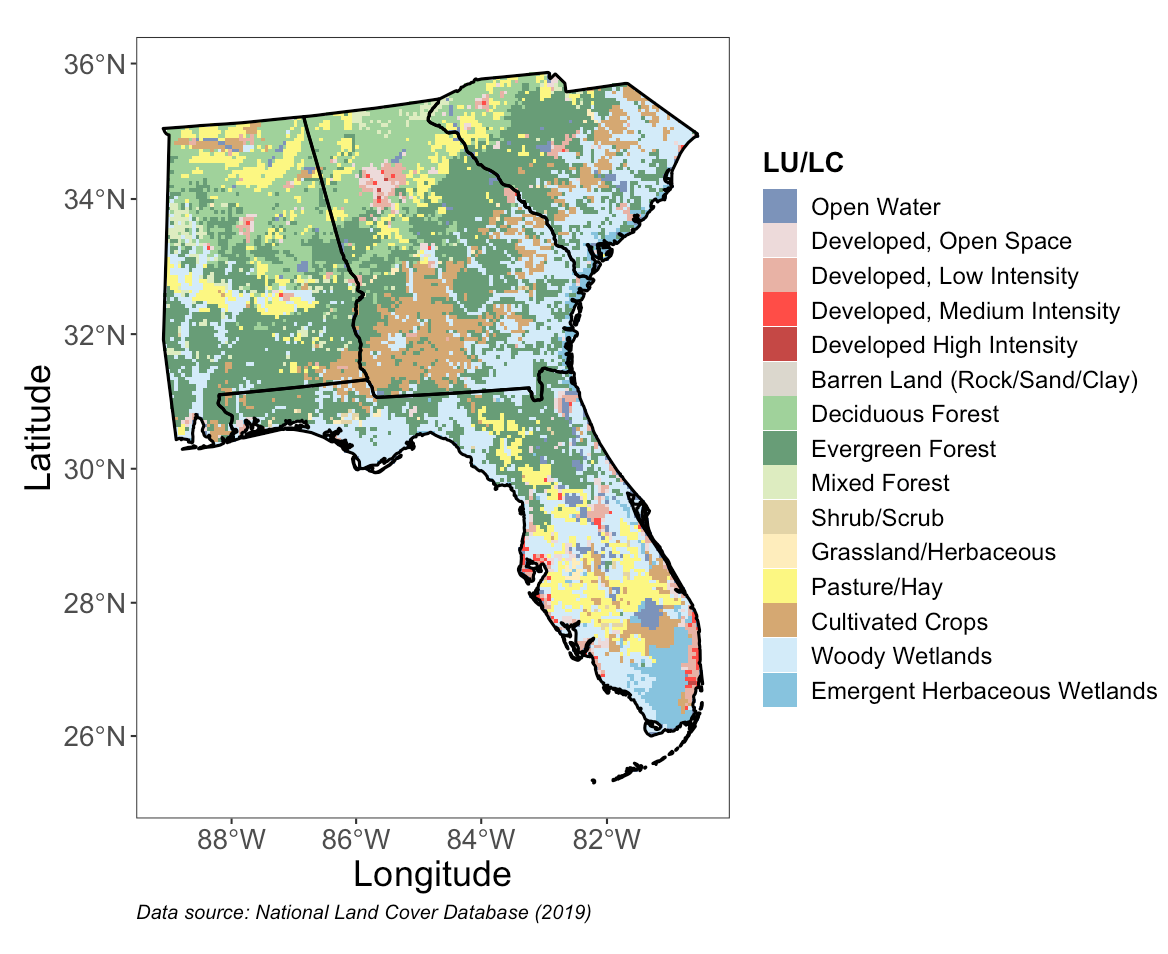 36°N
34°N
32°N
30°N
28°N
26°N
Latitude
88°W 86°W 84°W 82°W
Longitude
Data source: National Land Cover Database (2019)
LU/LC
Open Water
Developed, Open Space
Developed, Low Intensity
Developed, Medium Intensity
Developed High Intensity
Barren Land (Rock/Sand/Clay)
Deciduous Forest
Evergreen Forest
Mixed Forest
Shrub/Scrub
Grassland/Herbaceous
Pasture/Hay
Cultivated Crops
Woody Wetlands
Emergent Herbaceous Wetlands